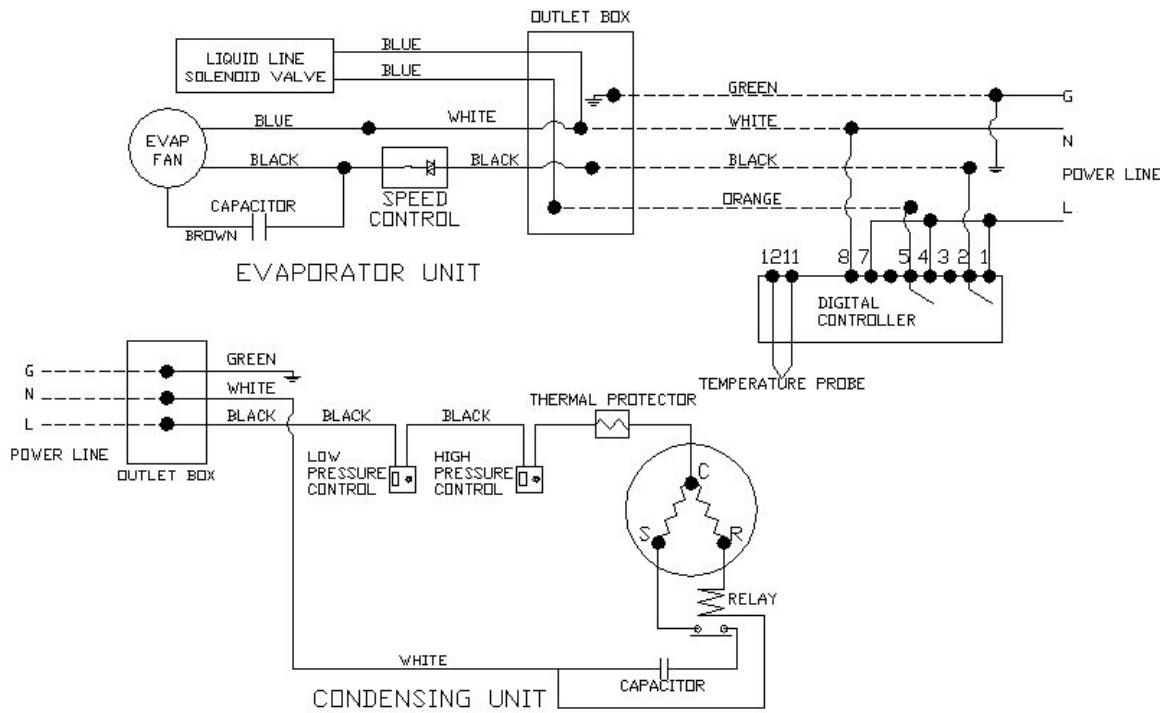 OUTLET BOX
BLUE
LIQUID LINE
SOLENOID VALVE
BLUE
GREEN
G
EVAP
FAN
BLUE
WHITE
WHITE
N
BLACK
BLACK
BLACK
POWER LINE
SPEED
CONTROL
CAPACITOR
BROWN
ORANGE
L
EVAPORATOR UNIT
12 11 8 7 5 4 3 2 1
DIGITAL
CONTROLLER
TEMPERATURE PROBE
G
GREEN
N
WHITE
L
BLACK
BLACK
BLACK
THERMAL PROTECTOR
POWER LINE
OUTLET BOX
LOW
PRESSURE
CONTROL
HIGH
PRESSURE
CONTROL
C
S
R
RELAY
WHITE
CAPACITOR
CONDENSING UNIT